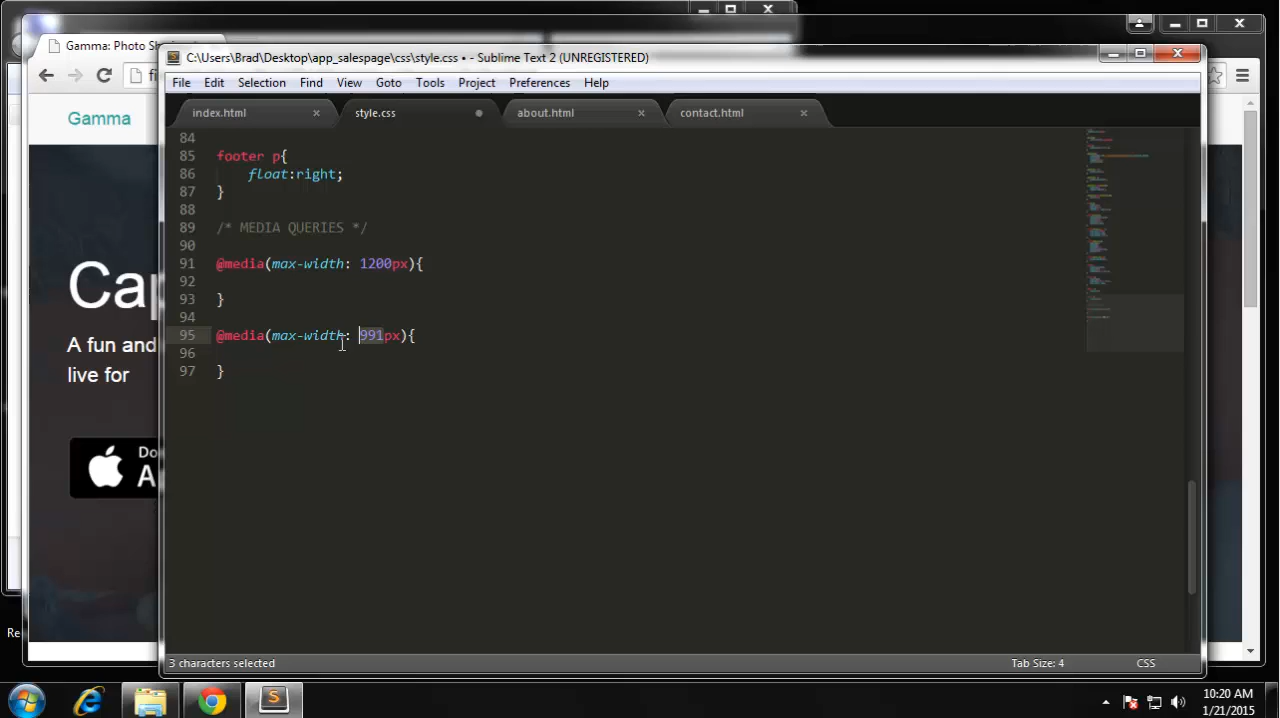 Gamma: Photo Sh
C:\Users\Brad\Desktop\app_salespage\css\style.css • - Sublime Text 2 (UNREGISTERED)
File Edit Selection Find View Goto Tools Project Preferences Help
index.html style.css about.html contact.html
Gamma
Cap
A fun and
live for
Do
A
84
85 footer p{
86 float:right;
87 }
88
89 /* MEDIA QUERIES */
90
91 @media(max-width: 1200px){
92
93 }
94
95 @media(max-width: 991px){
96
97 }
3 characters selected Tab Size: 4 CSS
Re
10:20 AM
1/21/2015